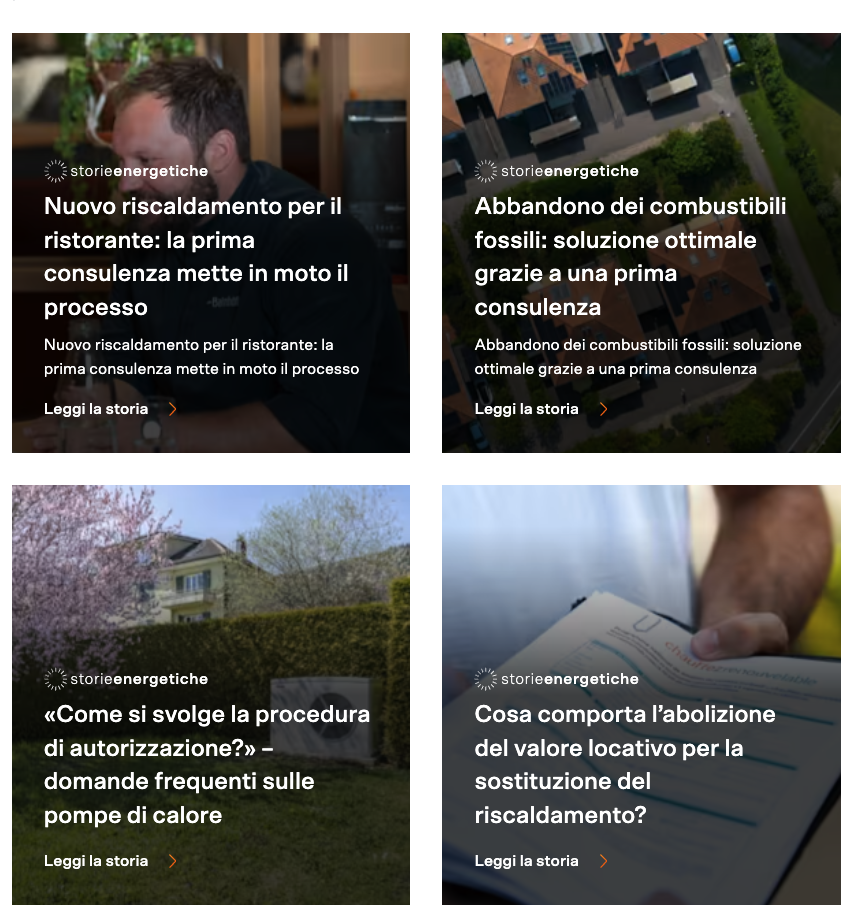 storieenergetiche
Nuovo riscaldamento per il
ristorante: la prima
consulenza mette in moto il
processo
Nuovo riscaldamento per il ristorante: la
prima consulenza mette in moto il processo
Leggi la storia
storieenergetiche
Abbandono dei combustibili
fossili: soluzione ottimale
grazie a una prima
consulenza
Abbandono dei combustibili fossili: soluzione
ottimale grazie a una prima consulenza
Leggi la storia
storieenergetiche
«Come si svolge la procedura
di autorizzazione?» –
domande frequenti sulle
pompe di calore
Leggi la storia
chauffezrenouvelable
storieenergetiche
Cosa comporta l’abolizione
del valore locativo per la
sostituzione del
riscaldamento?
Leggi la storia